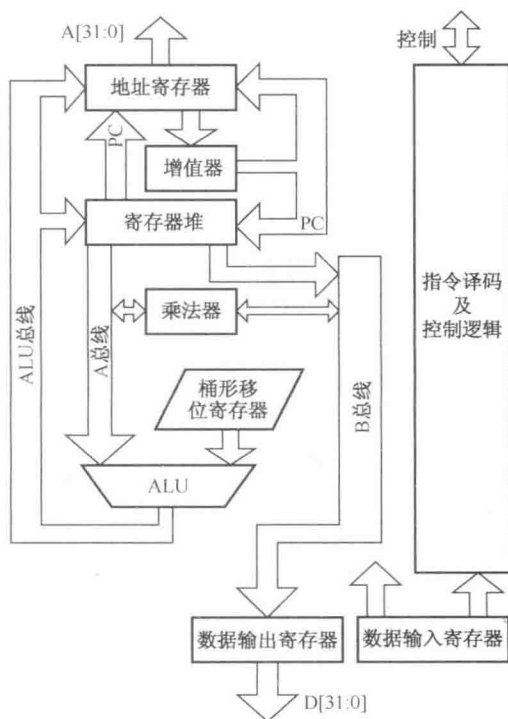 A[31:0]
控制
地址寄存器
PC
增值器
寄存器堆
PC
指令译码
及
控制逻辑
ALU总线
A总线
乘法器
B总线
桶形移
位寄存器
ALU
数据输出寄存器
数据输入寄存器
D[31:0]